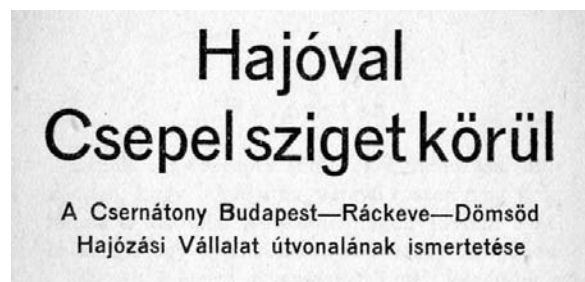 Hajóval
Csepel sziget körül
A Csernátony Budapest—Ráckeve—Dömsöd
Hajózási Vállalat útvonalának ismertetése